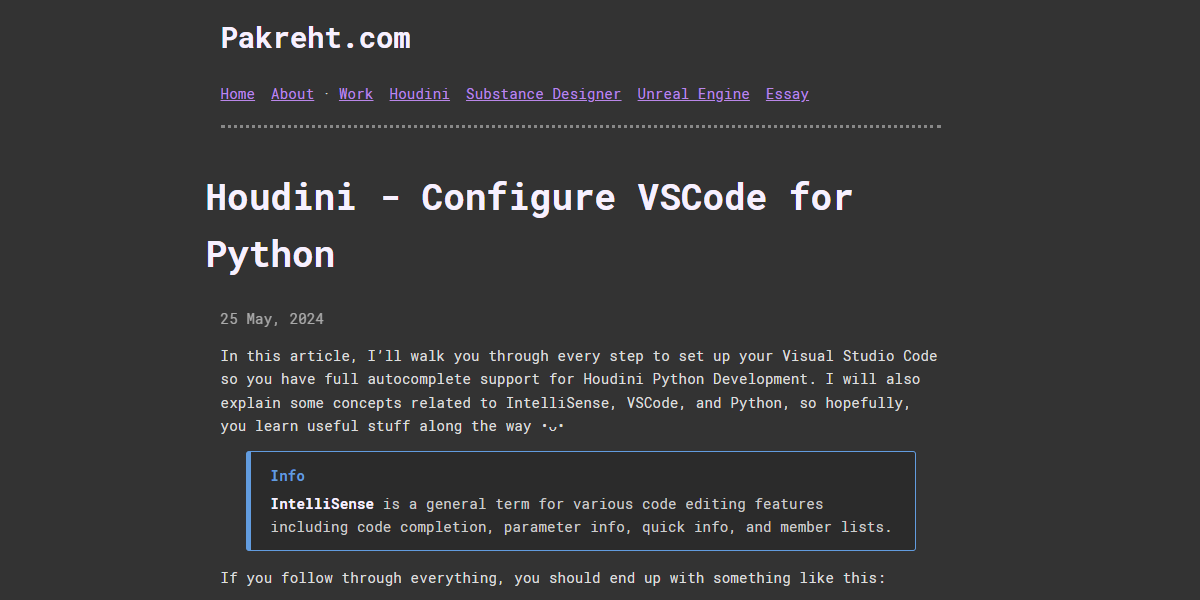 Pakreht.com
Home About · Work Houdini Substance Designer Unreal Engine Essay
Houdini - Configure VSCode for
Python
25 May, 2024
In this article, I’ll walk you through every step to set up your Visual Studio Code
so you have full autocomplete support for Houdini Python Development. I will also
explain some concepts related to IntelliSense, VSCode, and Python, so hopefully,
you learn useful stuff along the way •ᴗ•
Info
IntelliSense is a general term for various code editing features
including code completion, parameter info, quick info, and member lists.
If you follow through everything, you should end up with something like this: